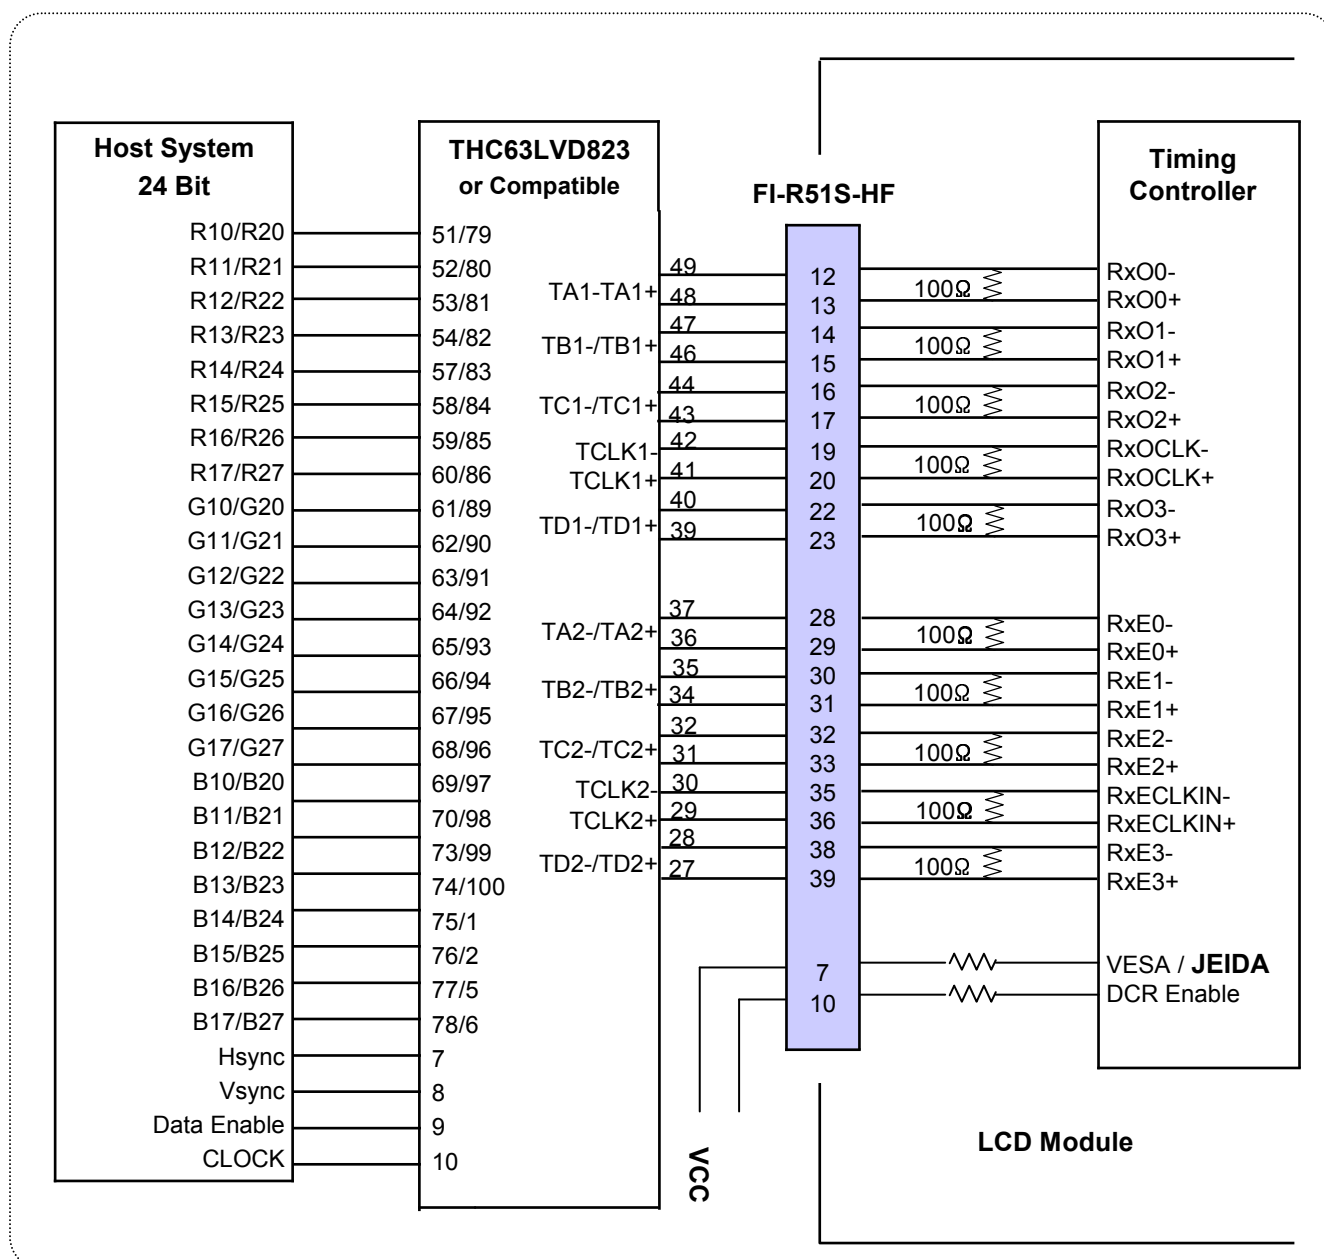 Host System
24 Bit
R10/R20
R11/R21
R12/R22
R13/R23
R14/R24
R15/R25
R16/R26
R17/R27
G10/G20
G11/G21
G12/G22
G13/G23
G14/G24
G15/G25
G16/G26
G17/G27
B10/B20
B11/B21
B12/B22
B13/B23
B14/B24
B15/B25
B16/B26
B17/B27
Hsync
Vsync
Data Enable
CLOCK
THC63LVD823
or Compatible
51/79
52/80
53/81
54/82
57/83
58/84
59/85
60/86
61/89
62/90
63/91
64/92
65/93
66/94
67/95
68/96
69/97
70/98
73/99
74/100
75/1
76/2
77/5
78/6
7
8
9
10
TA1-TA1+
TB1-/TB1+
TC1-/TC1+
TCLK1-
TCLK1+
TD1-/TD1+
TA2-/TA2+
TB2-/TB2+
TC2-/TC2+
TCLK2-
TCLK2+
TD2-/TD2+
49
48
47
46
44
43
42
41
40
39
37
36
35
34
32
31
30
29
28
27
FI-R51S-HF
12
13
14
15
16
17
19
20
22
23
28
29
30
31
32
33
35
36
38
39
7
10
VCC
100Ω
100Ω
100Ω
100Ω
100Ω
100Ω
100Ω
100Ω
100Ω
100Ω
Timing
Controller
RxO0-
RxO0+
RxO1-
RxO1+
RxO2-
RxO2+
RxOCLK-
RxOCLK+
RxO3-
RxO3+
RxE0-
RxE0+
RxE1-
RxE1+
RxE2-
RxE2+
RxECLKIN-
RxECLKIN+
RxE3-
RxE3+
VESA / JEIDA
DCR Enable
LCD Module